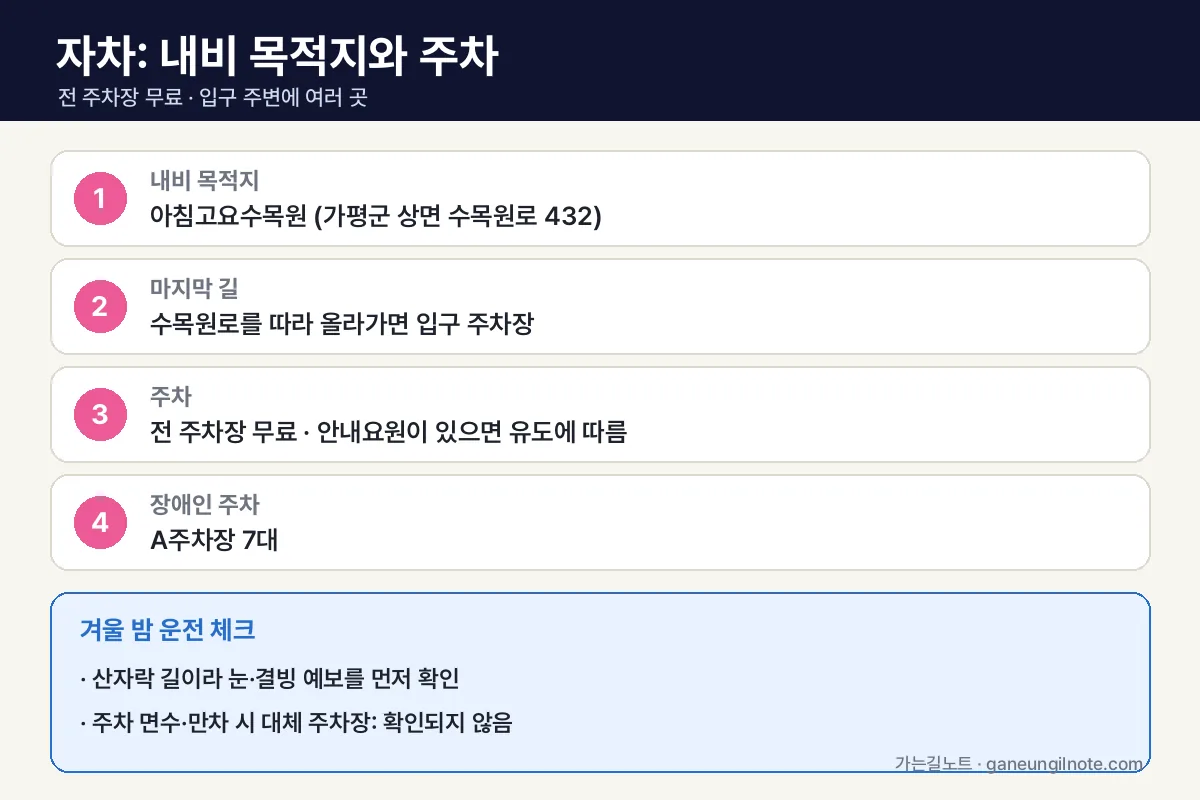 자차: 내비 목적지와 주차
전 주차장 무료 · 입구 주변에 여러 곳
1
내비 목적지
아침고요수목원 (가평군 상면 수목원로 432)
2
마지막 길
수목원로를 따라 올라가면 입구 주차장
3
주차
전 주차장 무료 · 안내요원이 있으면 유도에 따름
4
장애인 주차
A주차장 7대
겨울 밤 운전 체크
· 산자락 길이라 눈·결빙 예보를 먼저 확인
· 주차 면수·만차 시 대체 주차장: 확인되지 않음
가는길노트 · ganeungilnote.com